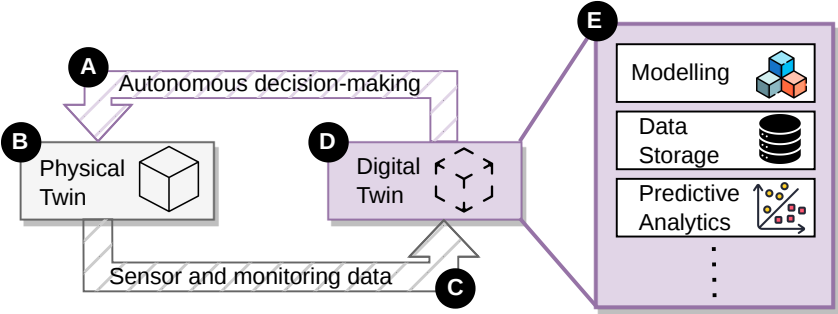 A
Autonomous decision-making
B
Physical
Twin
D
Digital
Twin
Sensor and monitoring data
C
E
Modelling
Data
Storage
Predictive
Analytics